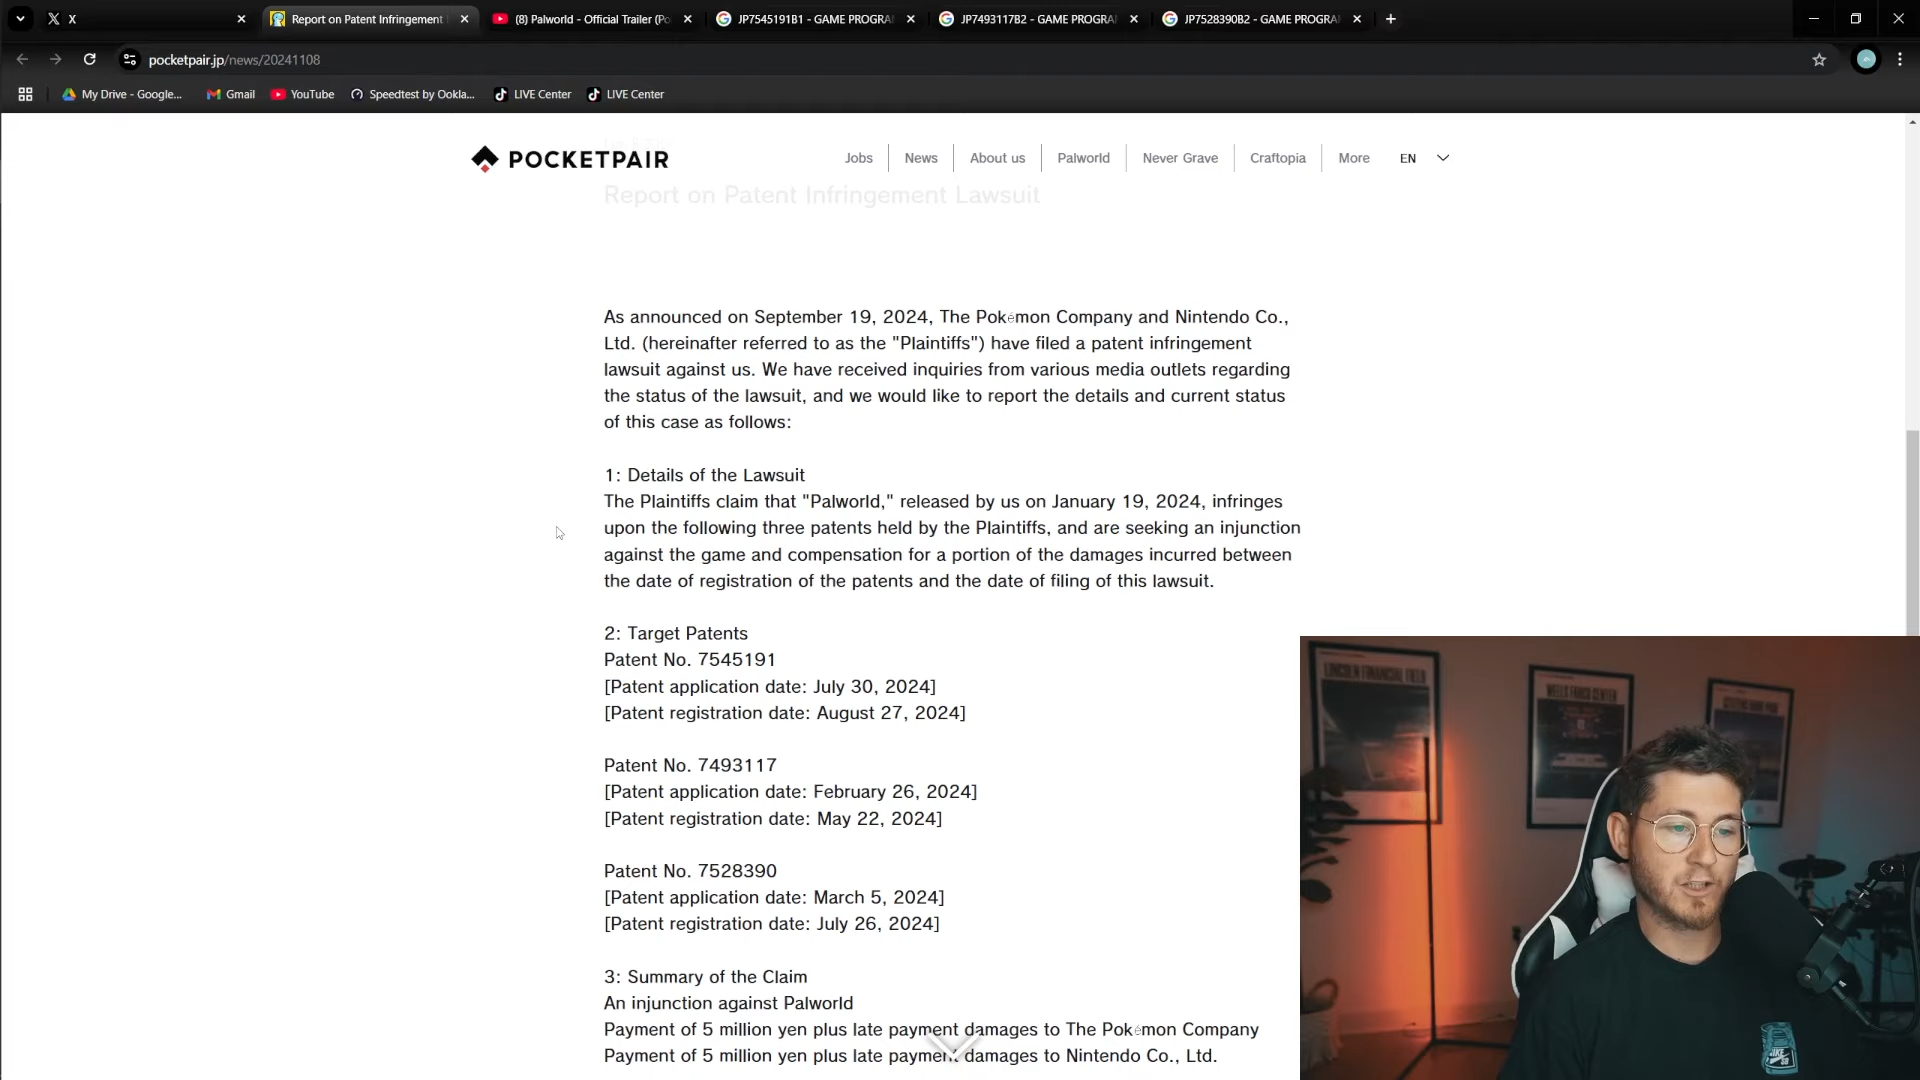 X
Report on Patent Infringement
(8) Palworld - Official Trailer (Po
JP7545191B1 - GAME PROGRA
JP7493117B2 - GAME PROGRA
JP7528390B2 - GAME PROGRA
pocketpair.jp/news/20241108
My Drive - Google...
Gmail
YouTube
Speedtest by Ookla...
LIVE Center
LIVE Center
POCKETPAIR
Jobs
News
About us
Palworld
Never Grave
Craftopia
More
EN
Report on Patent Infringement Lawsuit
As announced on September 19, 2024, The Pokémon Company and Nintendo Co.,
Ltd. (hereinafter referred to as the "Plaintiffs") have filed a patent infringement
lawsuit against us. We have received inquiries from various media outlets regarding
the status of the lawsuit, and we would like to report the details and current status
of this case as follows:
1: Details of the Lawsuit
The Plaintiffs claim that "Palworld," released by us on January 19, 2024, infringes
upon the following three patents held by the Plaintiffs, and are seeking an injunction
against the game and compensation for a portion of the damages incurred between
the date of registration of the patents and the date of filing of this lawsuit.
2: Target Patents
Patent No. 7545191
[Patent application date: July 30, 2024]
[Patent registration date: August 27, 2024]
Patent No. 7493117
[Patent application date: February 26, 2024]
[Patent registration date: May 22, 2024]
Patent No. 7528390
[Patent application date: March 5, 2024]
[Patent registration date: July 26, 2024]
3: Summary of the Claim
An injunction against Palworld
Payment of 5 million yen plus late payment damages to The Pokémon Company
Payment of 5 million yen plus late payment damages to Nintendo Co., Ltd.
LINCOLN FINANCIAL FIELD
WELLS FARGO CENTER
NIKE SB